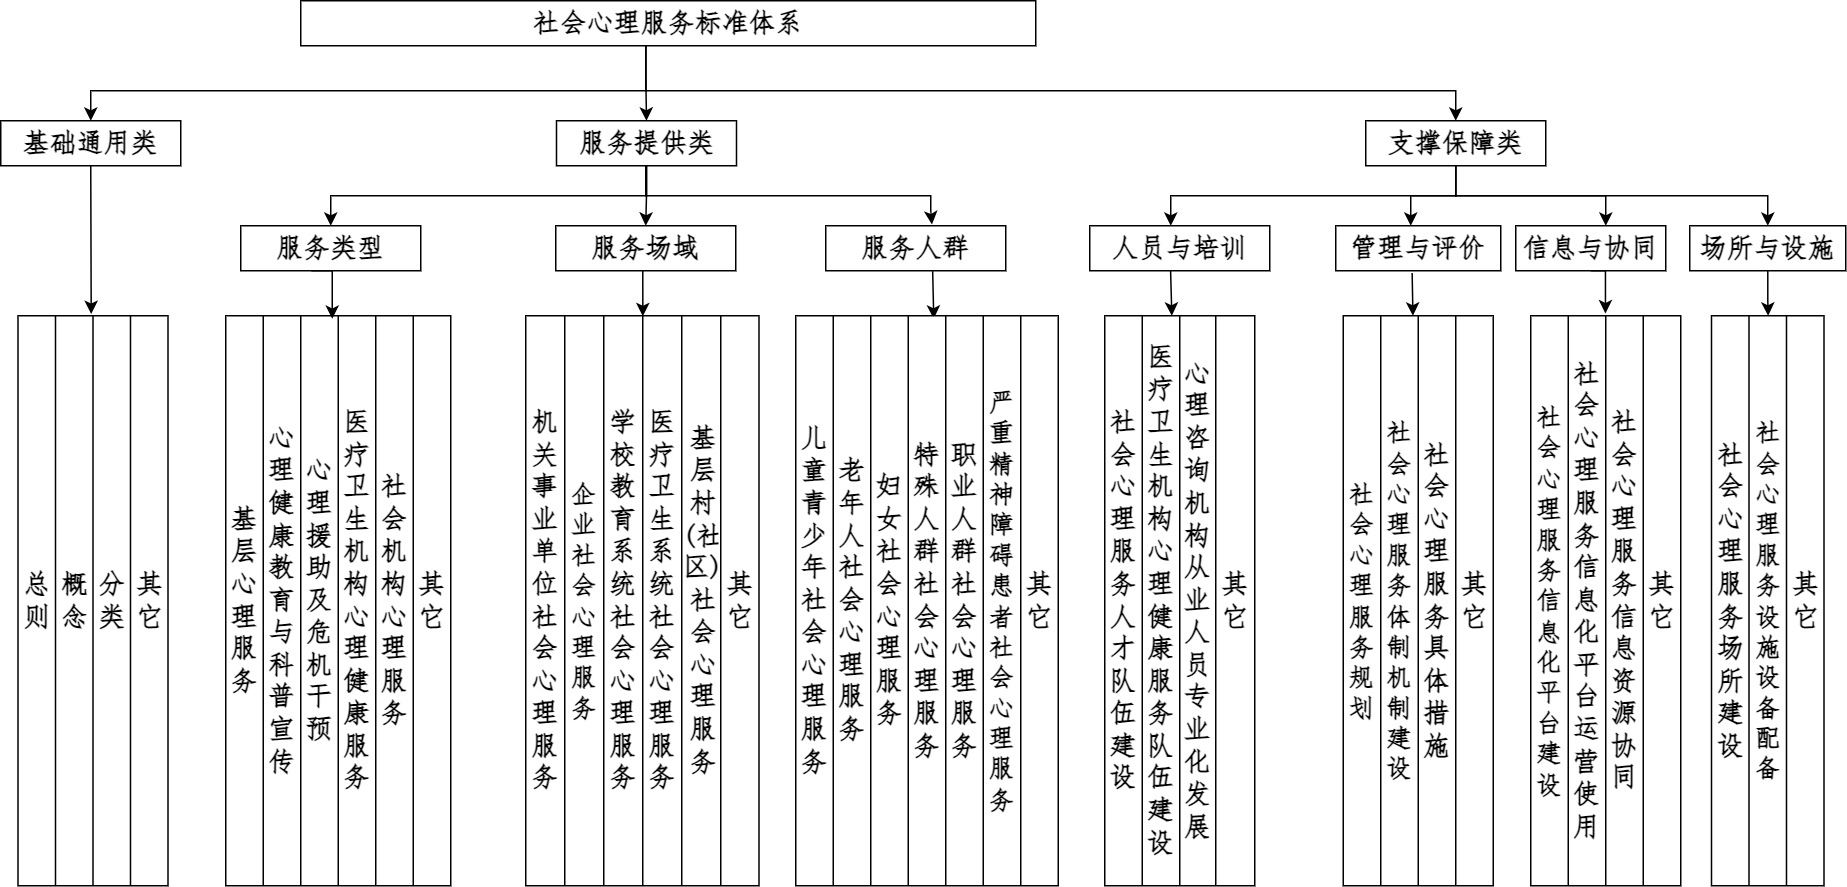 社会心理服务标准体系
基础通用类
服务提供类
支撑保障类
服务类型
服务场域
服务人群
人员与培训
管理与评价
信息与协同
场所与设施
总则
概念
分类
其它
基层心理服务
心理健康教育与科普宣传
心理援助及危机干预
医疗卫生机构心理健康服务
社会机构心理服务
其它
机关事业单位社会心理服务
企业社会心理服务
学校教育系统社会心理服务
医疗卫生系统社会心理服务
基层村(社区)社会心理服务
其它
儿童青少年社会心理服务
老年人社会心理服务
妇女社会心理服务
特殊人群社会心理服务
职业人群社会心理服务
严重精神障碍患者社会心理服务
其它
社会心理服务人才队伍建设
医疗卫生机构心理健康服务队伍建设
心理咨询机构从业人员专业化发展
其它
社会心理服务规划
社会心理服务体制机制建设
社会心理服务具体措施
其它
社会心理服务信息化平台建设
社会心理服务信息化平台运营使用
社会心理服务信息资源协同
其它
社会心理服务场所建设
社会心理服务设施设备配备
其它